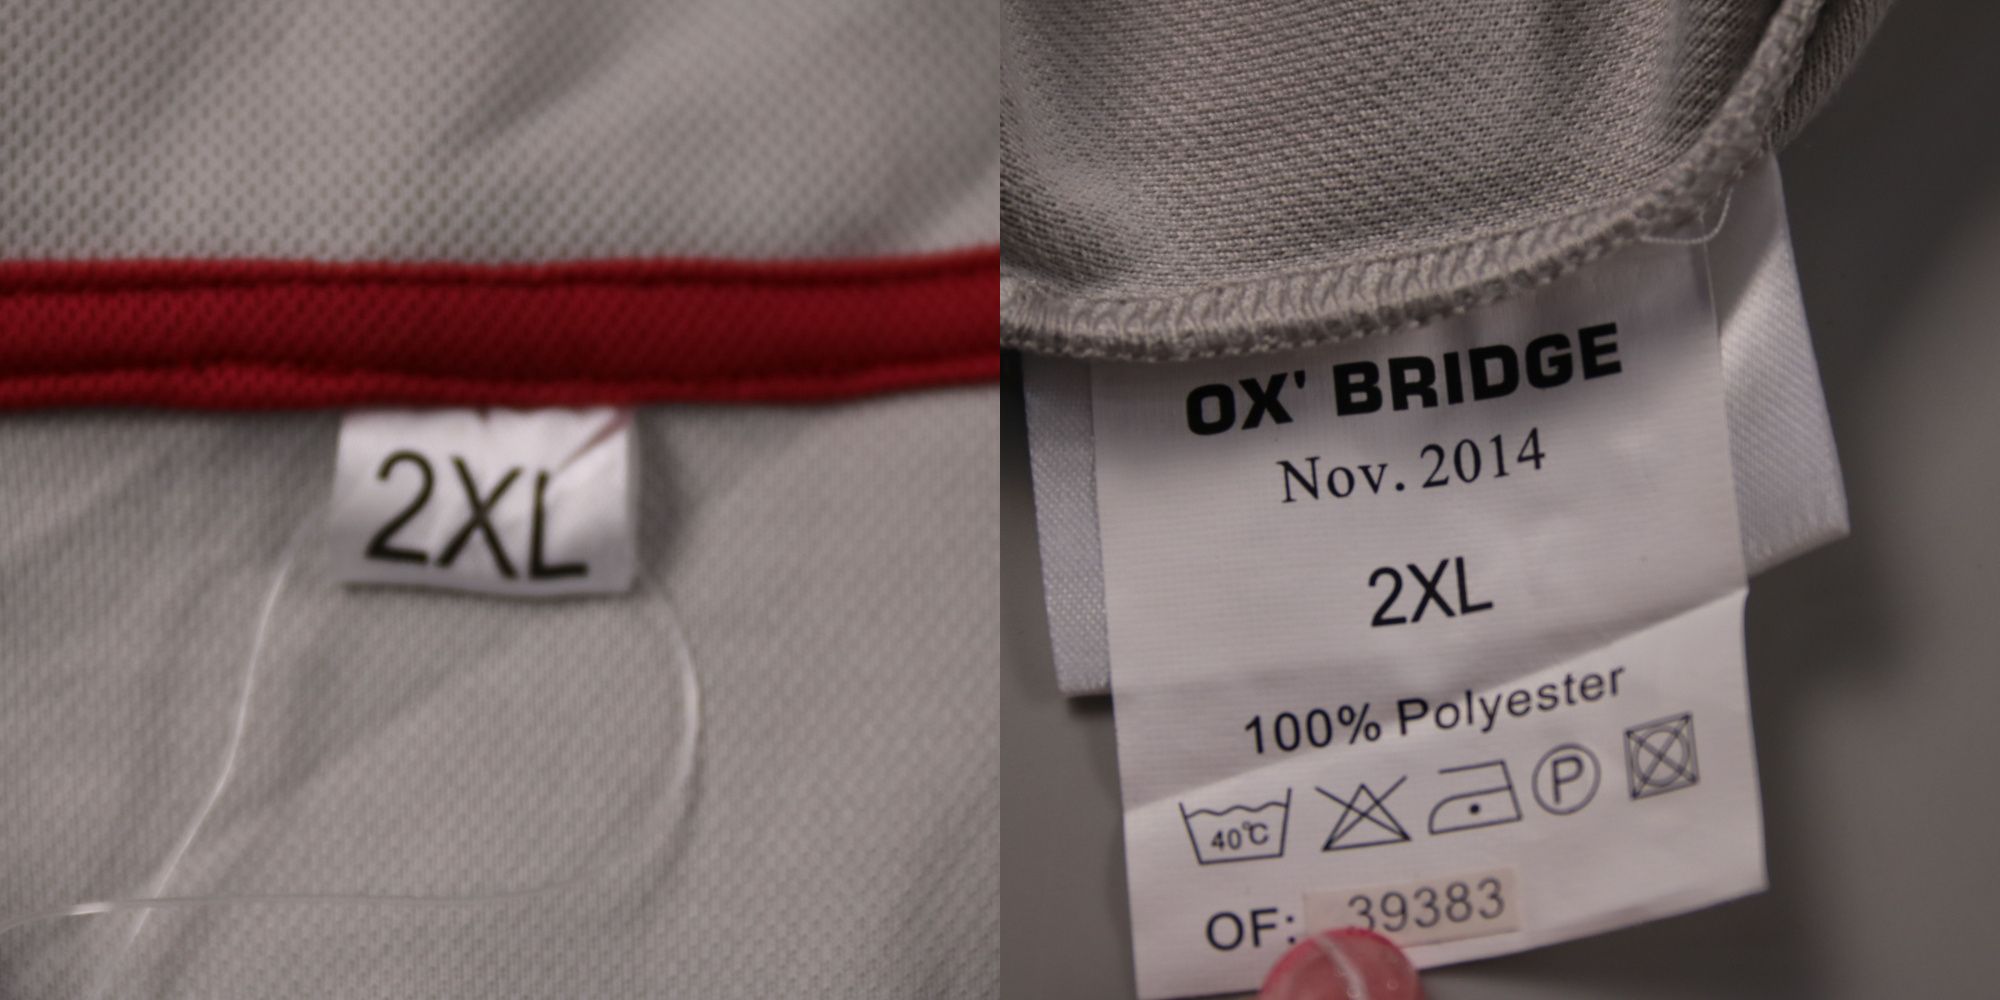 2XL
OX' BRIDGE
Nov. 2014
2XL
100% Polyester
40℃ P
OF: 39383